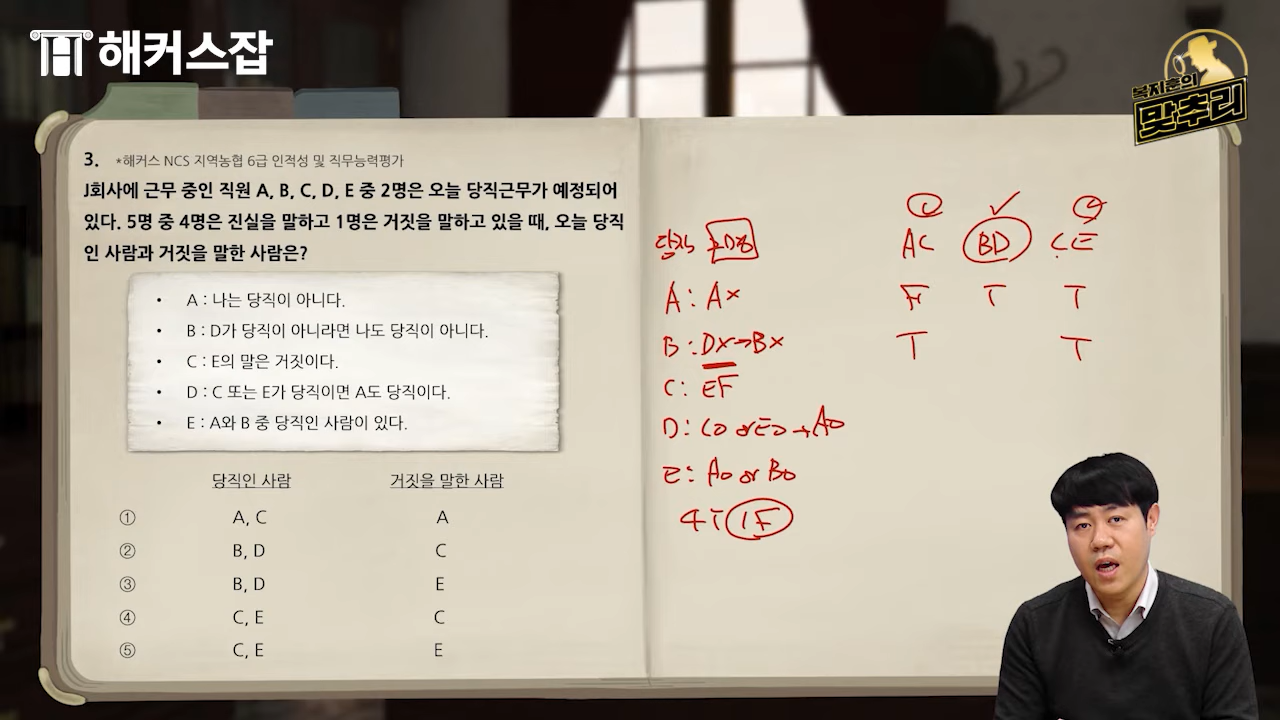 해커스잡
복지훈의
맞추리
3. *해커스 NCS 지역농협 6급 인적성 및 직무능력평가
J회사에 근무 중인 직원 A, B, C, D, E 중 2명은 오늘 당직근무가 예정되어
있다. 5명 중 4명은 진실을 말하고 1명은 거짓을 말하고 있을 때, 오늘 당직
인 사람과 거짓을 말한 사람은?
• A : 나는 당직이 아니다.
• B : D가 당직이 아니라면 나도 당직이 아니다.
• C : E의 말은 거짓이다.
• D : C 또는 E가 당직이면 A도 당직이다.
• E : A와 B 중 당직인 사람이 있다.
당직인 사람 거짓을 말한 사람
① A, C A
② B, D C
③ B, D E
④ C, E C
⑤ C, E E
① ✓ ④
당직 2명 AC BD CE
A : A× F T T
B : D×→B× T T
C : EF
D : Co or Eo → Ao
E : Ao or Bo
4T 1F